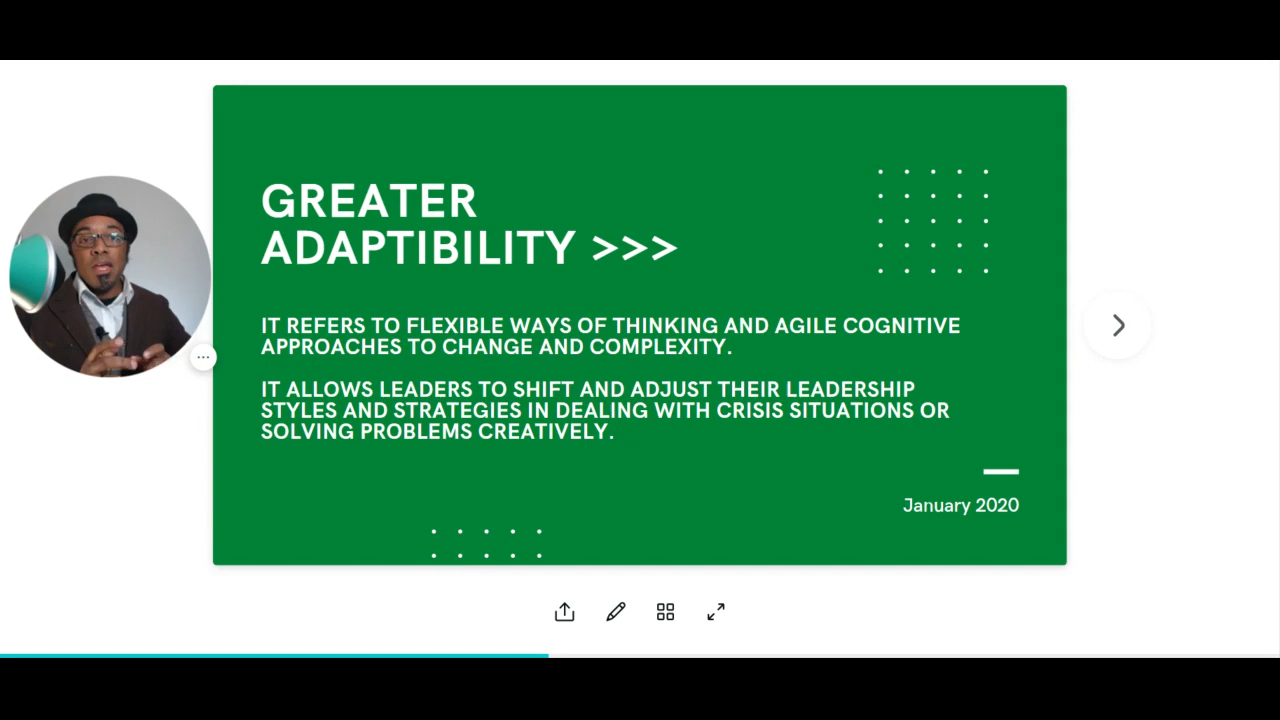 GREATER
ADAPTIBILITY >>>
IT REFERS TO FLEXIBLE WAYS OF THINKING AND AGILE COGNITIVE
APPROACHES TO CHANGE AND COMPLEXITY.
IT ALLOWS LEADERS TO SHIFT AND ADJUST THEIR LEADERSHIP
STYLES AND STRATEGIES IN DEALING WITH CRISIS SITUATIONS OR
SOLVING PROBLEMS CREATIVELY.
January 2020